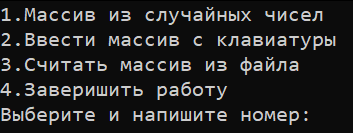 1.Массив из случайных чисел
2.Ввести массив с клавиатуры
3.Считать массив из файла
4.Заверишить работу
Выберите и напишите номер: